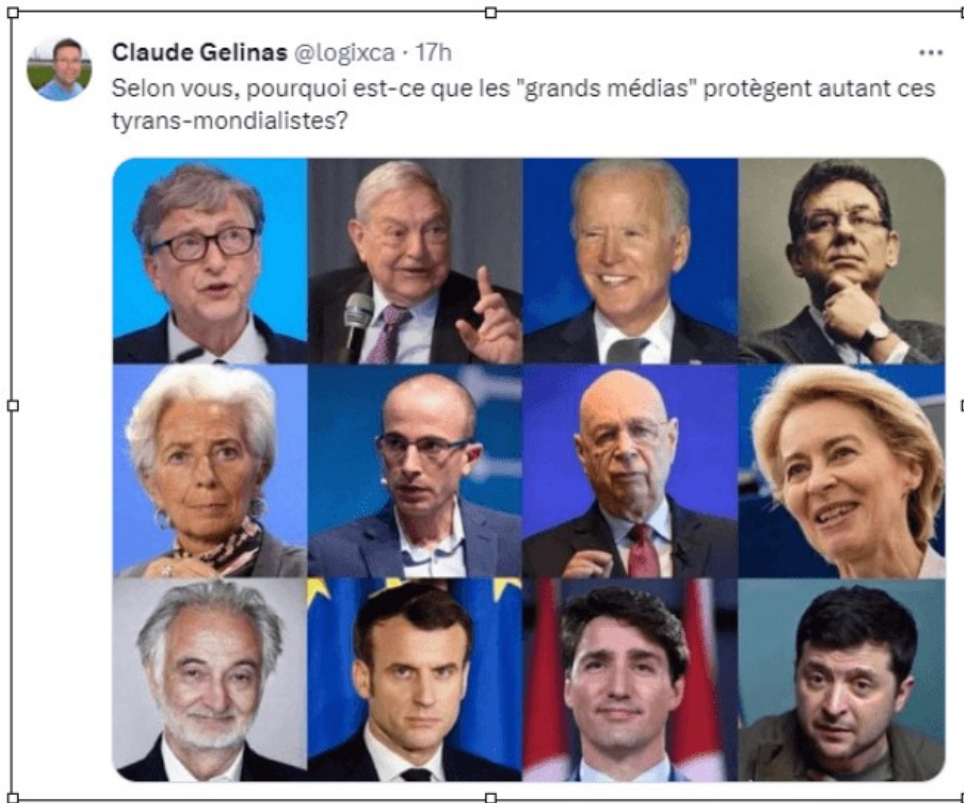 Claude Gelinas @logixca · 17h
Selon vous, pourquoi est-ce que les "grands médias" protègent autant ces
tyrans-mondialistes?